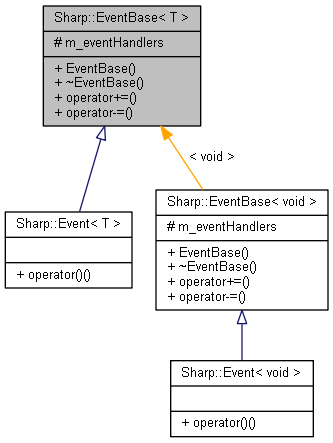 Sharp::EventBase< T >
# m_eventHandlers
+ EventBase()
+ ~EventBase()
+ operator+=()
+ operator-=()
< void >
Sharp::Event< T >
+ operator()()
Sharp::EventBase< void >
# m_eventHandlers
+ EventBase()
+ ~EventBase()
+ operator+=()
+ operator-=()
Sharp::Event< void >
+ operator()()